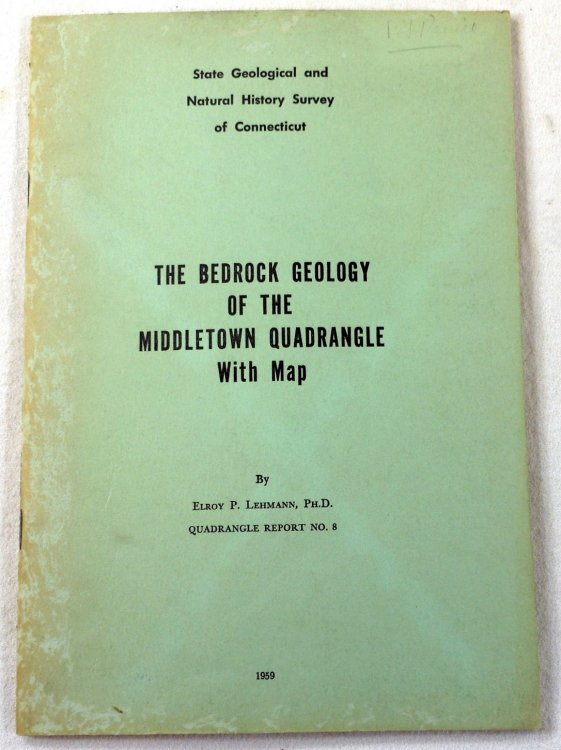 State Geological and
Natural History Survey
of Connecticut
THE BEDROCK GEOLOGY
OF THE
MIDDLETOWN QUADRANGLE
With Map
By
Elroy P. Lehmann, Ph.D.
QUADRANGLE REPORT NO. 8
1959